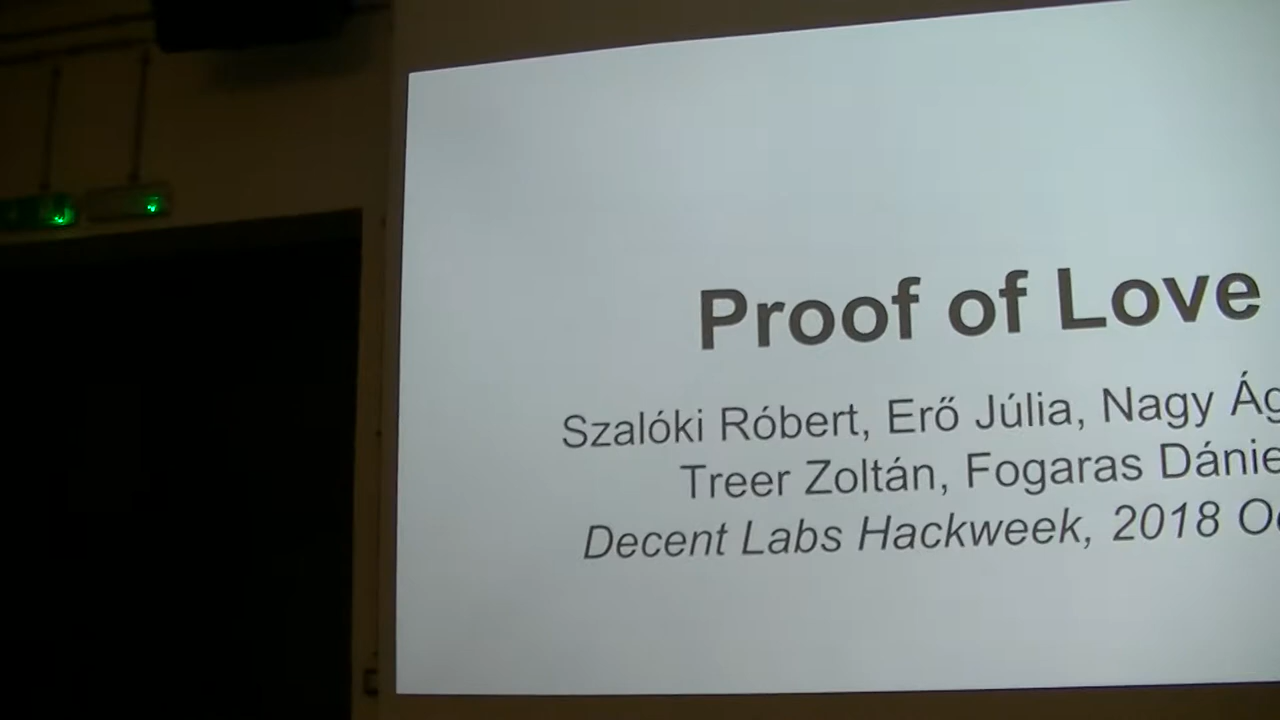 Proof of Love
Szalóki Róbert, Erő Júlia, Nagy
Treer Zoltán, Fogaras
Decent Labs Hackweek, 2018